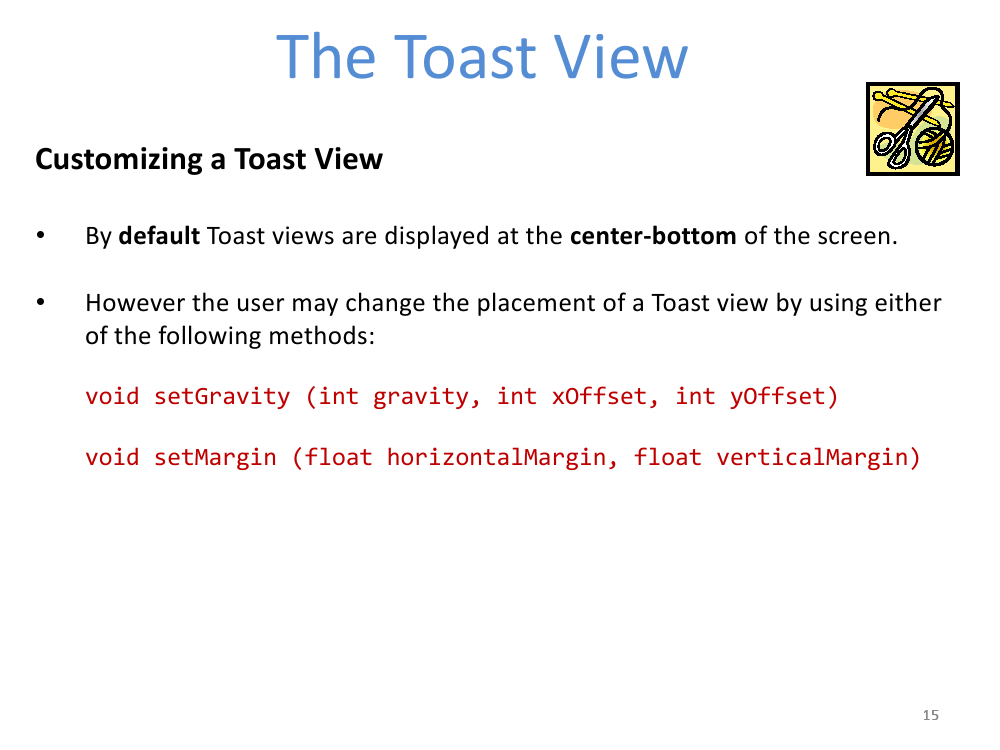 The Toast View
Customizing a Toast View
• By default Toast views are displayed at the center-bottom of the screen.
• However the user may change the placement of a Toast view by using either
of the following methods:
void setGravity (int gravity, int xOffset, int yOffset)
void setMargin (float horizontalMargin, float verticalMargin)
15